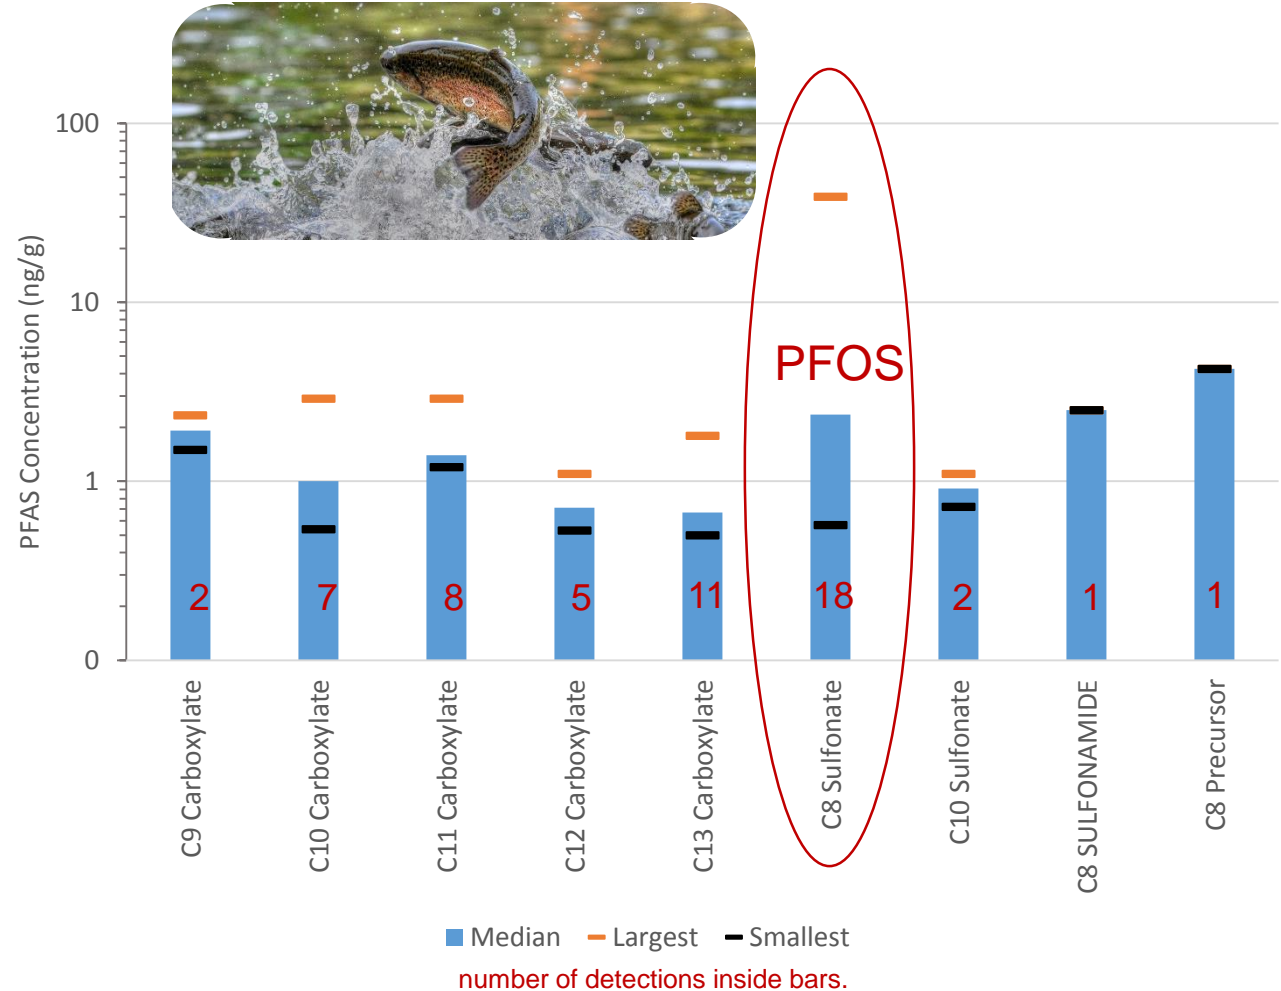 100
10
1
0
PFAS Concentration (ng/g)
PFOS
2
7
8
5
11
18
2
1
1
C9 Carboxylate
C10 Carboxylate
C11 Carboxylate
C12 Carboxylate
C13 Carboxylate
C8 Sulfonate
C10 Sulfonate
C8 SULFONAMIDE
C8 Precursor
Median
Largest
Smallest
number of detections inside bars.